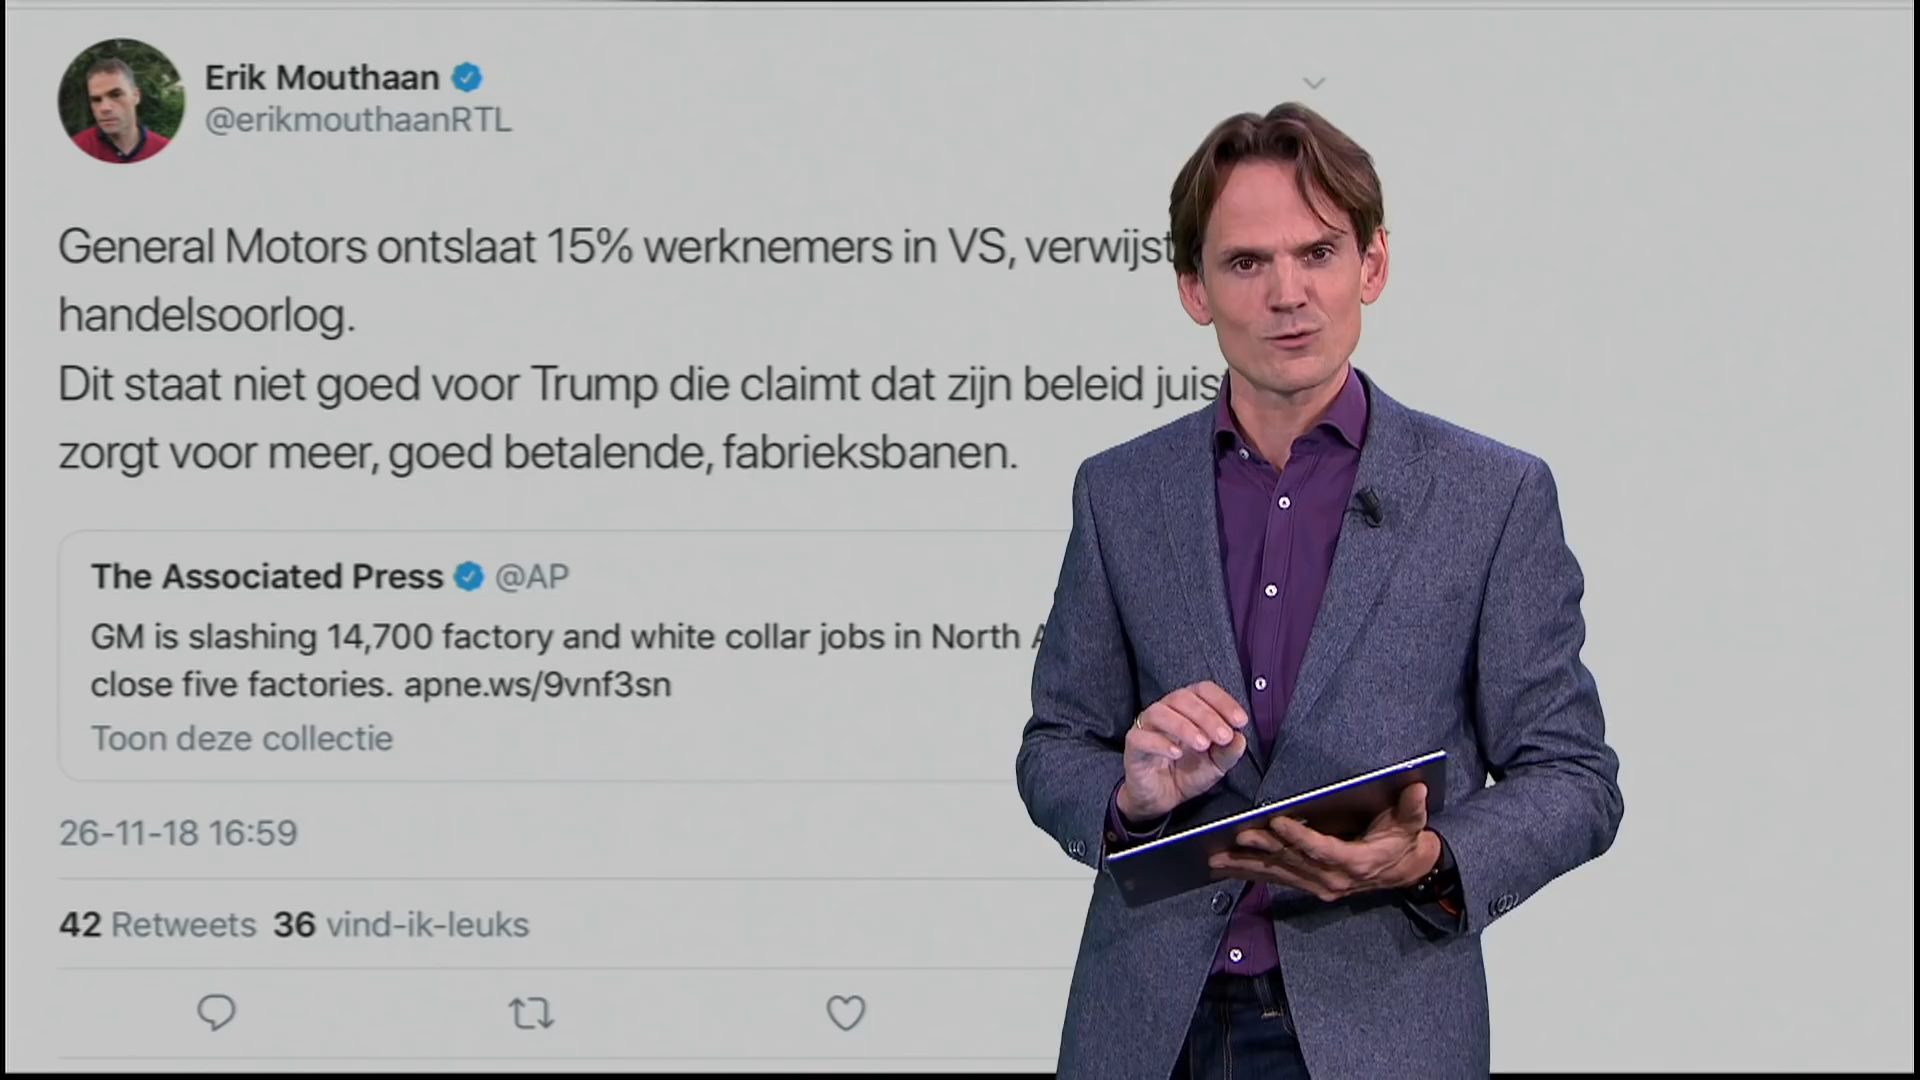 Erik Mouthaan
@erikmouthaanRTL
General Motors ontslaat 15% werknemers in VS, verwijst
handelsoorlog.
Dit staat niet goed voor Trump die claimt dat zijn beleid
zorgt voor meer, goed betalende, fabrieksbanen.
The Associated Press @AP
GM is slashing 14,700 factory and white collar jobs in North
close five factories. apne.ws/9vnf3sn
Toon deze collectie
26-11-18 16:59
42 Retweets 36 vind-ik-leuks